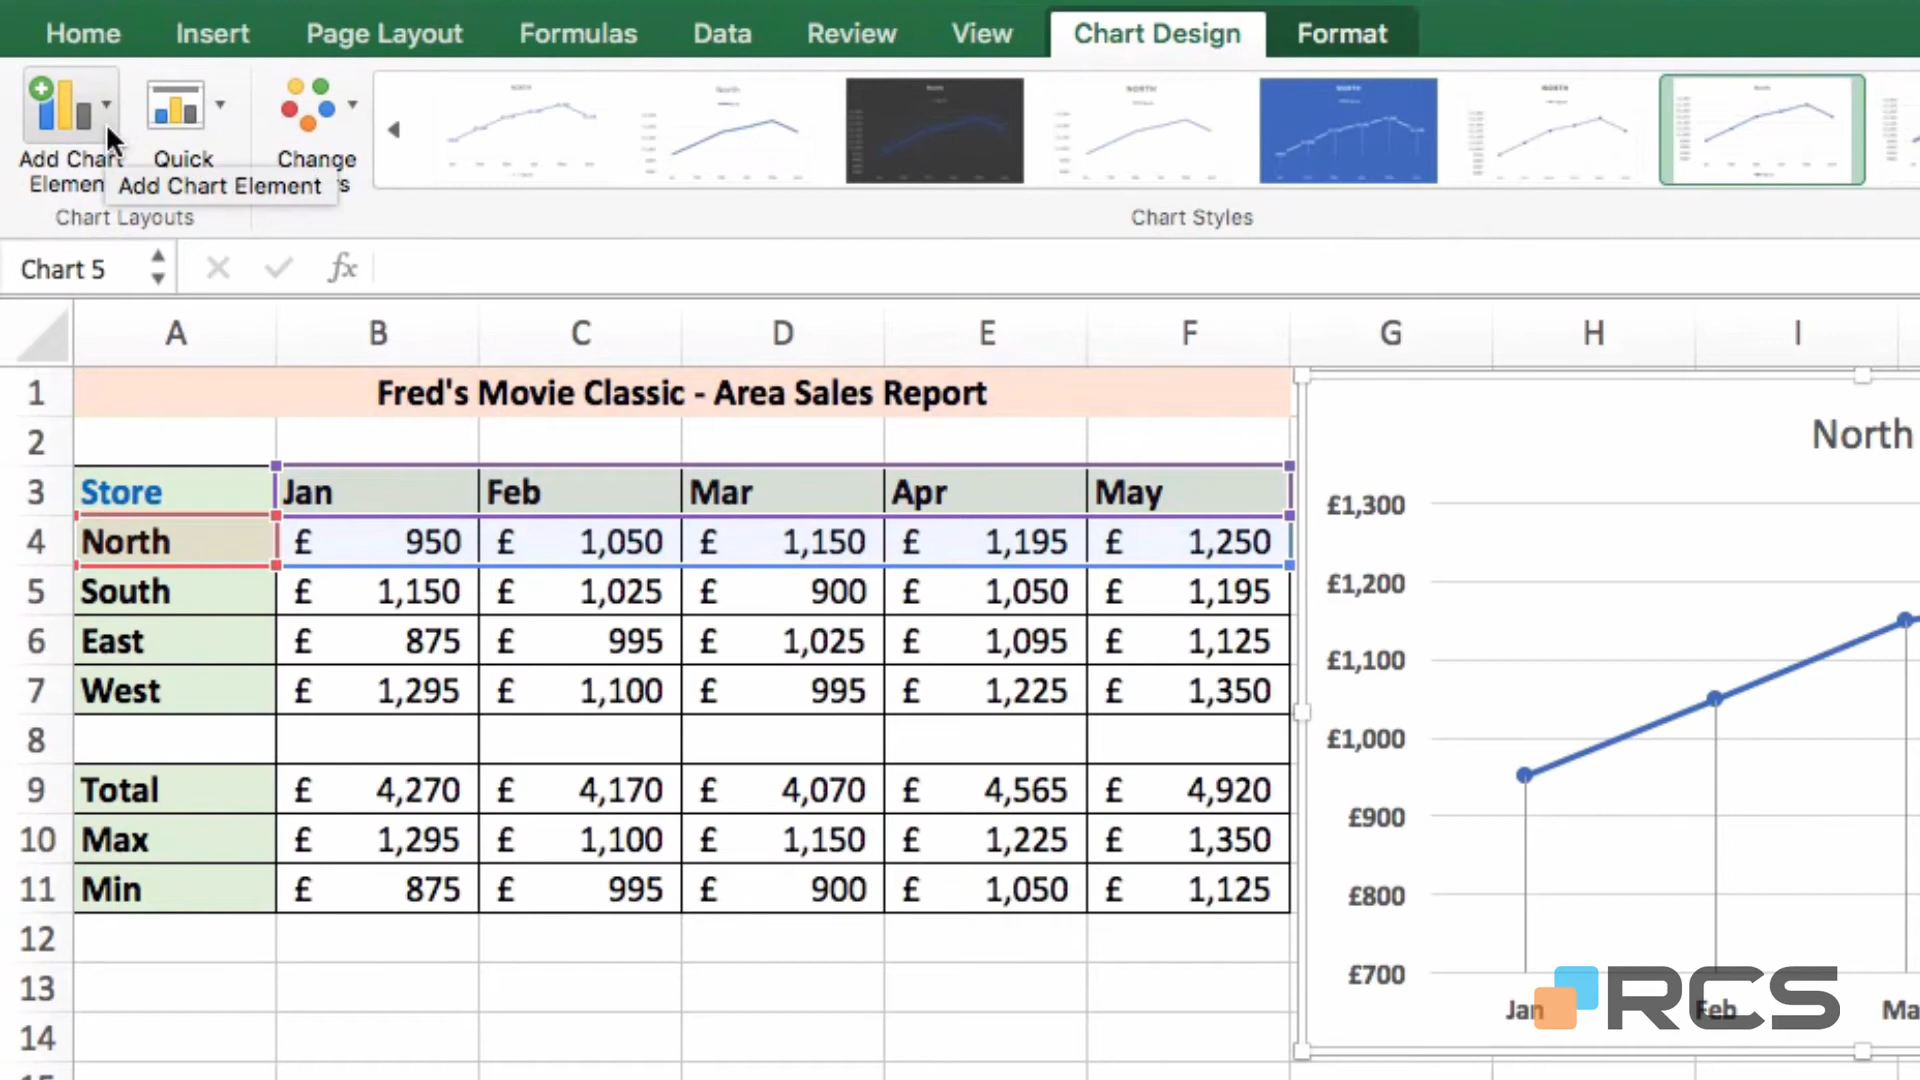 Home Insert Page Layout Formulas Data Review View Chart Design Format
Add Chart Element
Quick
Change
Add Chart Element
Chart Layouts
Chart Styles
Chart 5
fx
A B C D E F G H I
1 Fred's Movie Classic - Area Sales Report
2
3 Store Jan Feb Mar Apr May
4 North £ 950 £ 1,050 £ 1,150 £ 1,195 £ 1,250
5 South £ 1,150 £ 1,025 £ 900 £ 1,050 £ 1,195
6 East £ 875 £ 995 £ 1,025 £ 1,095 £ 1,125
7 West £ 1,295 £ 1,100 £ 995 £ 1,225 £ 1,350
8
9 Total £ 4,270 £ 4,170 £ 4,070 £ 4,565 £ 4,920
10 Max £ 1,295 £ 1,100 £ 1,150 £ 1,225 £ 1,350
11 Min £ 875 £ 995 £ 900 £ 1,050 £ 1,125
12
13
14
North
£1,300
£1,200
£1,100
£1,000
£900
£800
£700
Jan Feb Ma
RCS